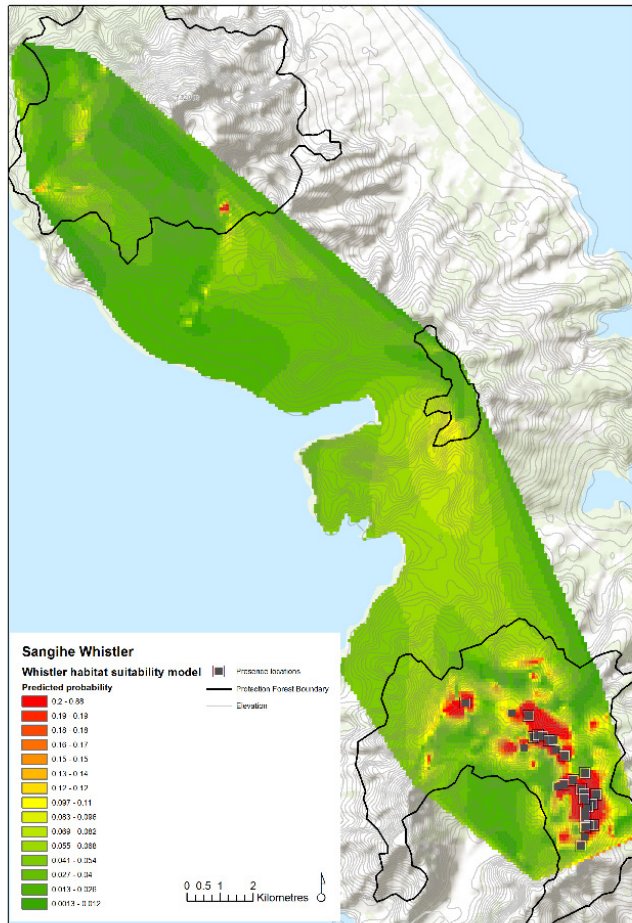 Sangihe Whistler
Whistler habitat suitability model
Predicted probability
0.2 - 0.88
0.19 - 0.19
0.18 - 0.18
0.16 - 0.17
0.15 - 0.15
0.13 - 0.14
0.12 - 0.12
0.097 - 0.11
0.083 - 0.096
0.069 - 0.082
0.055 - 0.068
0.041 - 0.054
0.027 - 0.04
0.013 - 0.026
0.0013 - 0.012
Presence locations
Protection Forest Boundary
Elevation
0 0.5 1 2
Kilometres